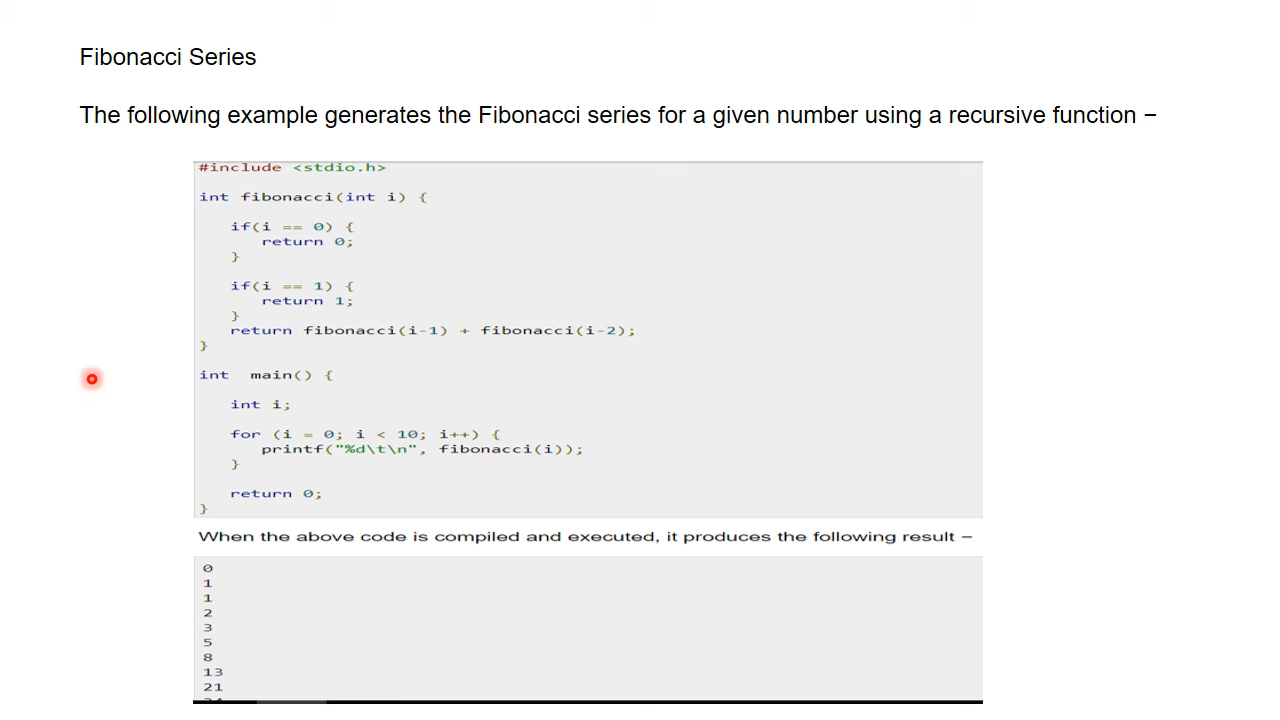 Fibonacci Series
The following example generates the Fibonacci series for a given number using a recursive function −
#include <stdio.h>
int fibonacci(int i) {
if(i == 0) {
return 0;
}
if(i == 1) {
return 1;
}
return fibonacci(i-1) + fibonacci(i-2);
}
int  main() {
int i;
for (i = 0; i < 10; i++) {
printf("%d\t\n", fibonacci(i));
}
return 0;
}
When the above code is compiled and executed, it produces the following result −
0
1
1
2
3
5
8
13
21